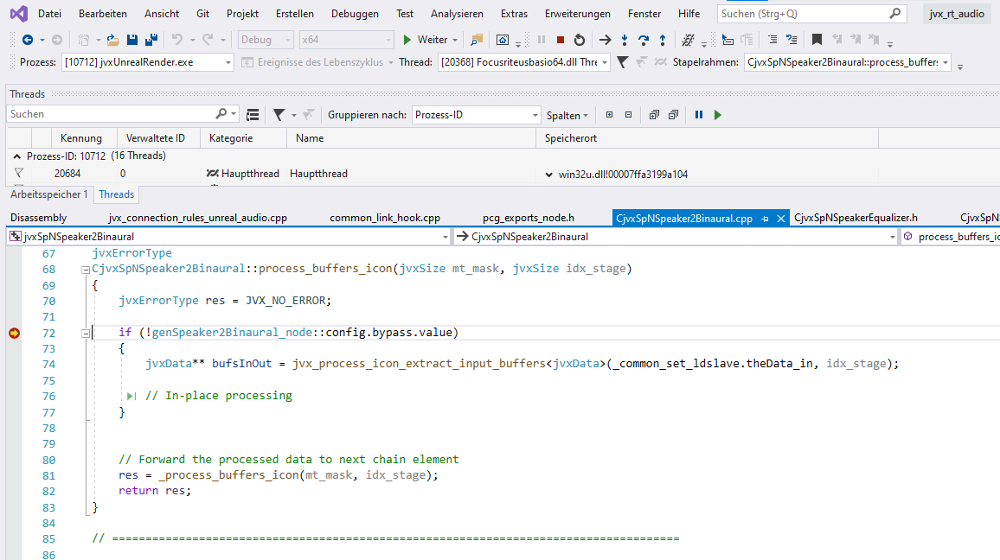 Datei Bearbeiten Ansicht Git Projekt Erstellen Debuggen Test Analysieren Extras Erweiterungen Fenster Hilfe Suchen (Strg+Q) jvx_rt_audio
Debug x64 Weiter
Prozess: [10712] jvxUnrealRender.exe Ereignisse des Lebenszyklus Thread: [20368] Focusriteusbasio64.dll Thre Stapelrahmen: CjvxSpNSpeaker2Binaural::process_buffers
Threads
Suchen Gruppieren nach: Prozess-ID Spalten
Kennung Verwaltete ID Kategorie Name Speicherort
Prozess-ID: 10712 (16 Threads)
20684 0 Hauptthread Hauptthread win32u.dll!00007ffa3199a104
Arbeitsspeicher 1 Threads
Disassembly jvx_connection_rules_unreal_audio.cpp common_link_hook.cpp pcg_exports_node.h CjvxSpNSpeaker2Binaural.cpp CjvxSpNSpeakerEqualizer.h CjvxSpNS
jvxSpNSpeaker2Binaural CjvxSpNSpeaker2Binaural process_buffers_ico
67 jvxErrorType
68 CjvxSpNSpeaker2Binaural::process_buffers_icon(jvxSize mt_mask, jvxSize idx_stage)
69 {
70 jvxErrorType res = JVX_NO_ERROR;
71
72 if (!genSpeaker2Binaural_node::config.bypass.value)
73 {
74 jvxData** bufsInOut = jvx_process_icon_extract_input_buffers<jvxData>(_common_set_ldslave.theData_in, idx_stage);
75
76 // In-place processing
77 }
78
79
80 // Forward the processed data to next chain element
81 res = _process_buffers_icon(mt_mask, idx_stage);
82 return res;
83 }
84
85 // =====================================================================================
86